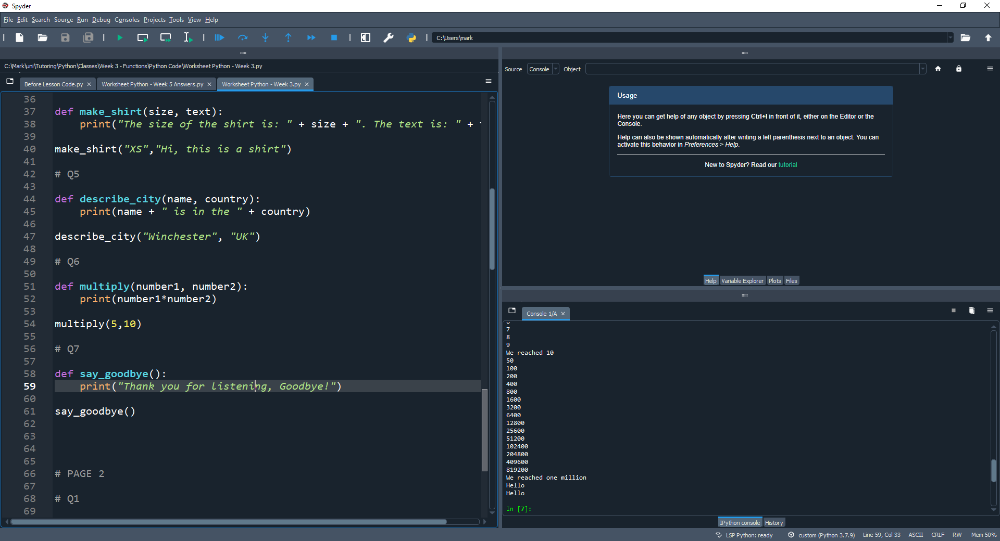 Spyder
File Edit Search Source Run Debug Consoles Projects Tools View Help
C:\Users\mark
C:\Mark\uni\Tutoring\Python\Classes\Week 3 - Functions\Python Code\Worksheet Python - Week 3.py
Before Lesson Code.py Worksheet Python - Week 5 Answers.py Worksheet Python - Week 3.py
36
37 def make_shirt(size, text):
38 print("The size of the shirt is: " + size + ". The text is: " +
39
40 make_shirt("XS","Hi, this is a shirt")
41
42 # Q5
43
44 def describe_city(name, country):
45 print(name + " is in the " + country)
46
47 describe_city("Winchester", "UK")
48
49 # Q6
50
51 def multiply(number1, number2):
52 print(number1*number2)
53
54 multiply(5,10)
55
56 # Q7
57
58 def say_goodbye():
59 print("Thank you for listening, Goodbye!")
60
61 say_goodbye()
62
63
64
65
66 # PAGE 2
67
68 # Q1
69
Source Console Object
Usage
Here you can get help of any object by pressing Ctrl+I in front of it, either on the Editor or the
Console.
Help can also be shown automatically after writing a left parenthesis next to an object. You can
activate this behavior in Preferences > Help.
New to Spyder? Read our tutorial
Help Variable Explorer Plots Files
Console 1/A
7
8
9
We reached 10
50
100
200
400
800
1600
3200
6400
12800
25600
51200
102400
204800
409600
819200
We reached one million
Hello
Hello
In [7]:
IPython console History
LSP Python: ready custom (Python 3.7.9) Line 59, Col 33 ASCII CRLF RW Mem 50%